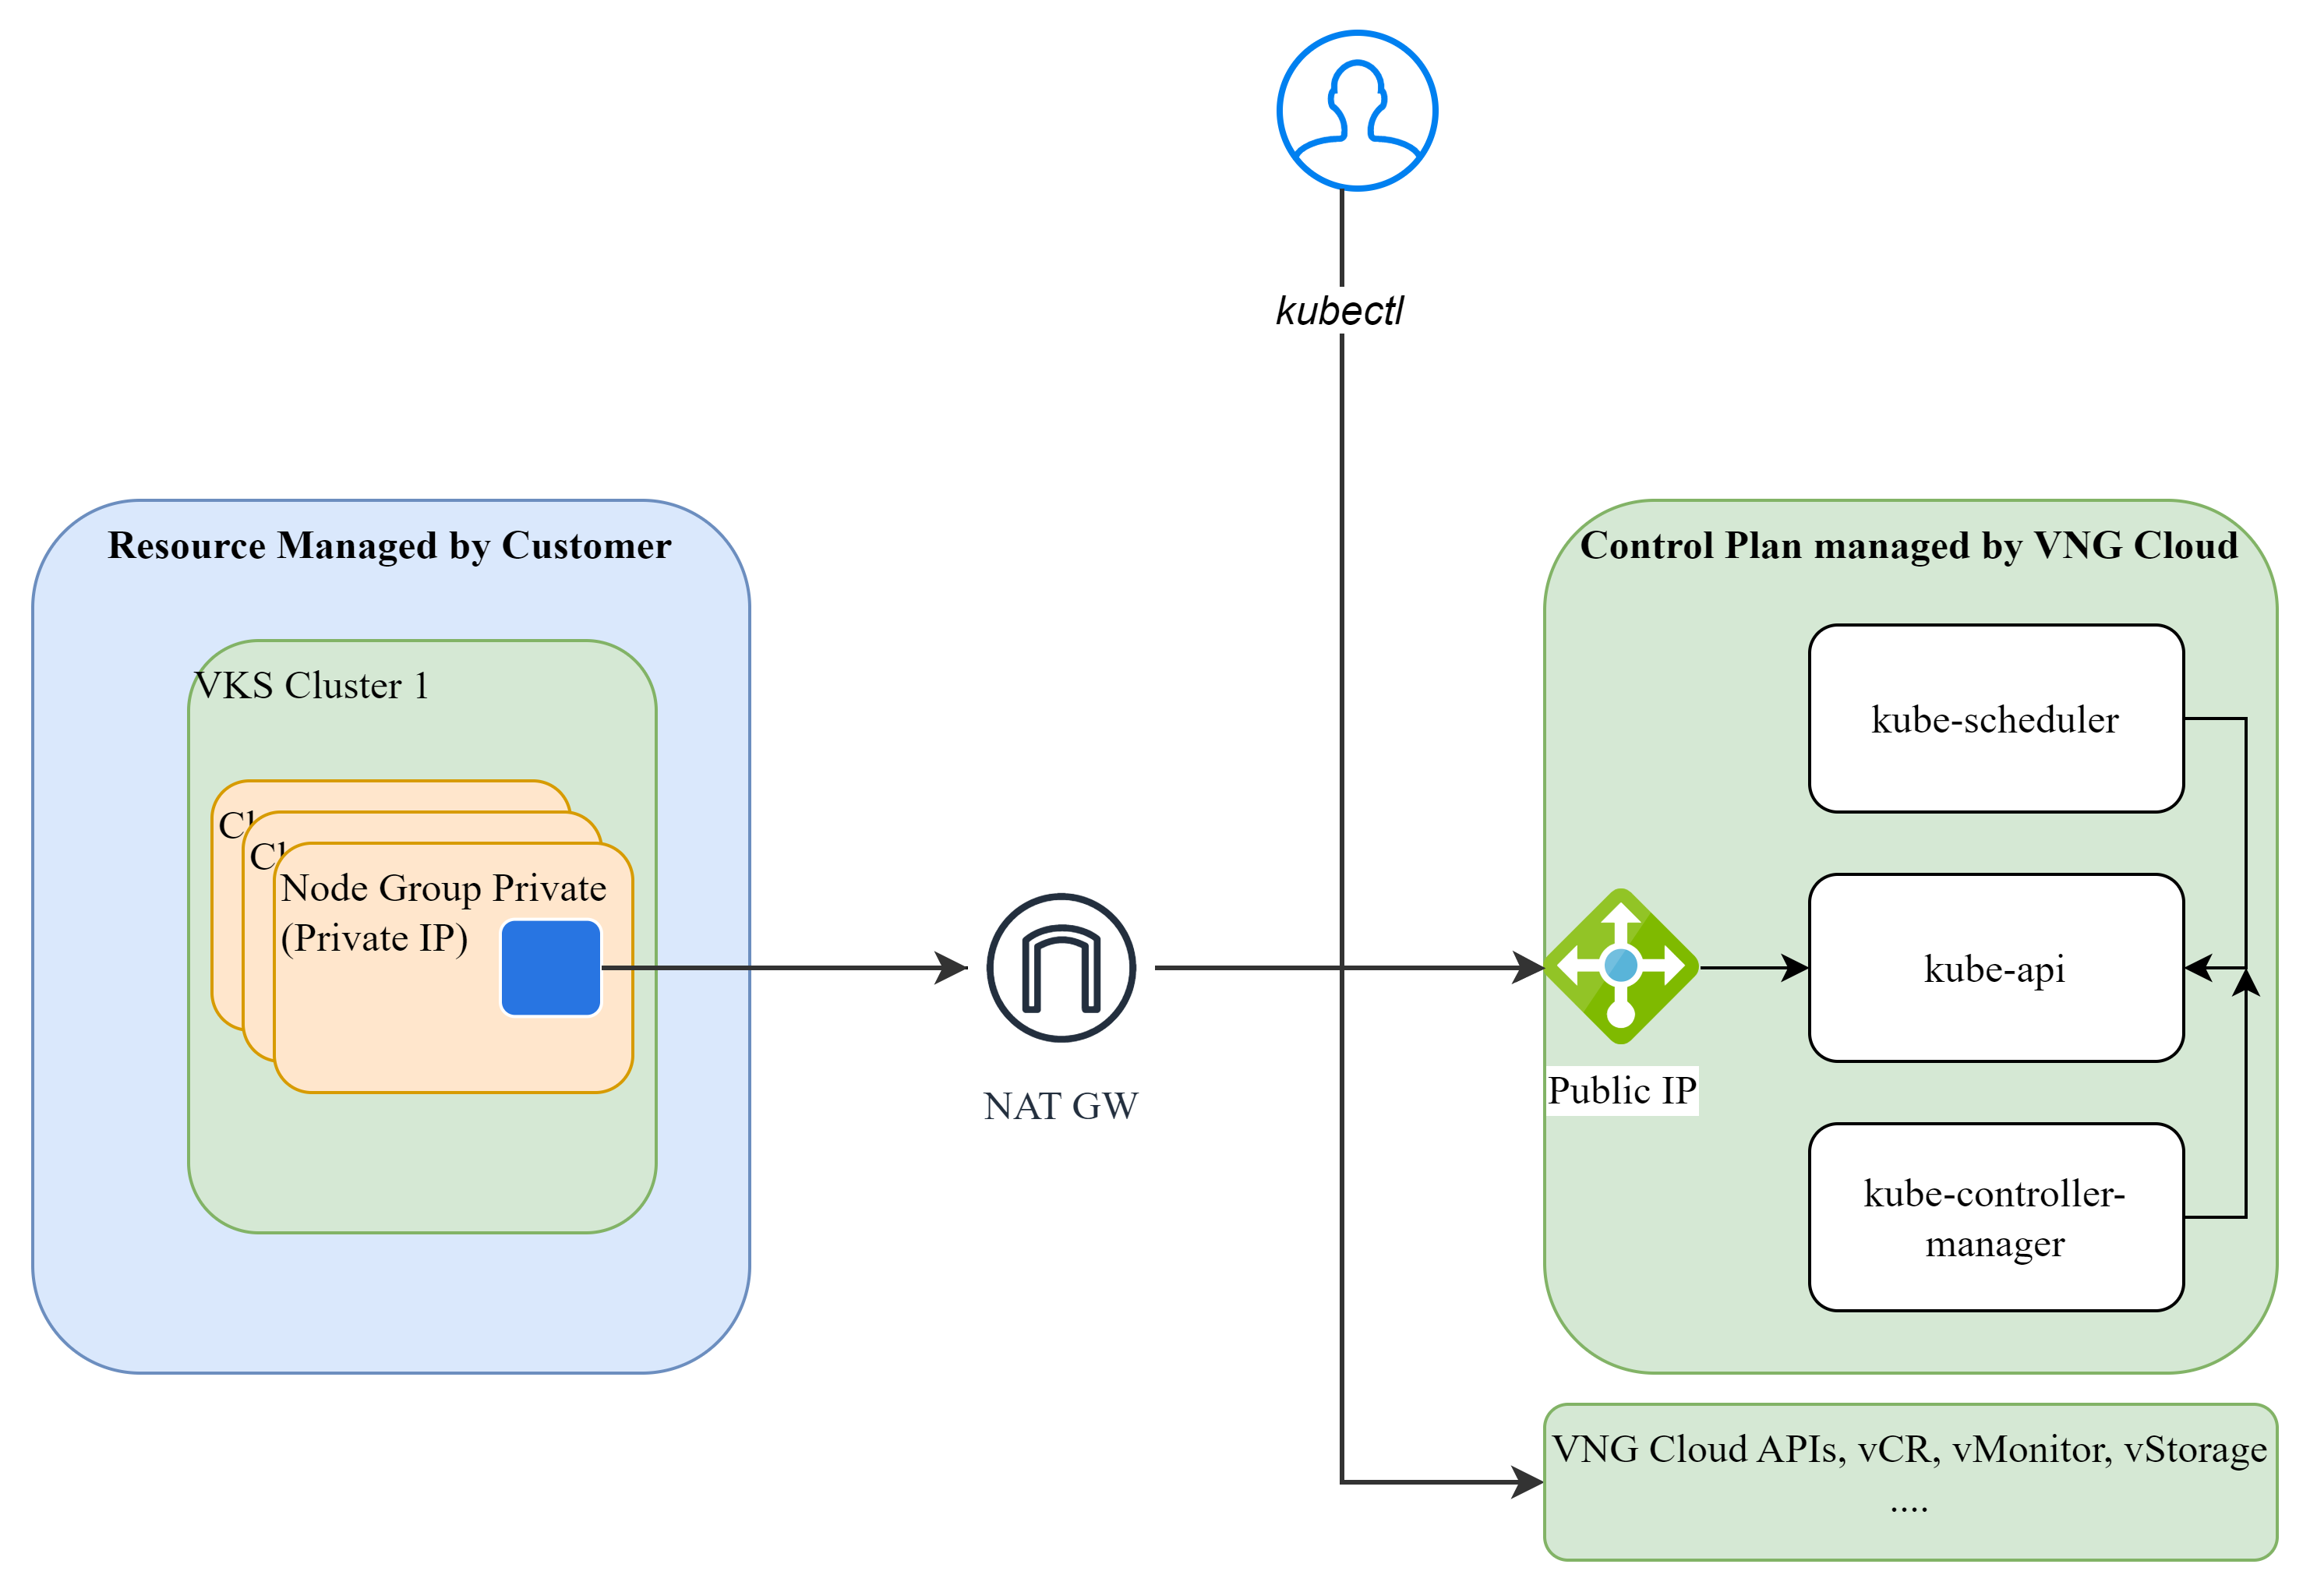 kubectl
Resource Managed by Customer
VKS Cluster 1
Cl
Cl
Node Group Private
(Private IP)
NAT GW
Control Plan managed by VNG Cloud
kube-scheduler
kube-api
Public IP
kube-controller-
manager
VNG Cloud APIs, vCR, vMonitor, vStorage
....